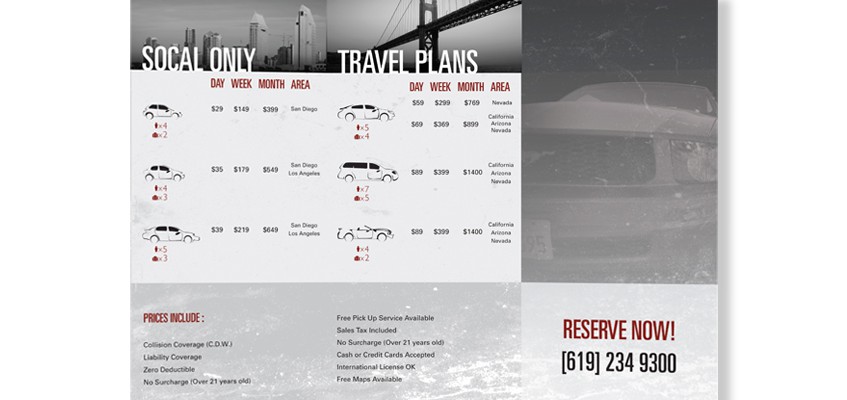 SOCAL ONLY
DAY WEEK MONTH AREA
$29 $149 $399 San Diego
x4
x2
$35 $179 $549 San Diego
Los Angeles
x4
x3
$39 $219 $649 San Diego
Los Angeles
x5
x3
TRAVEL PLANS
DAY WEEK MONTH AREA
$59 $299 $769 Nevada
$69 $369 $899 California
Arizona
Nevada
x5
x4
$89 $399 $1400 California
Arizona
Nevada
x7
x5
$89 $399 $1400 California
Arizona
Nevada
x4
x2
PRICES INCLUDE :
Collision Coverage (C.D.W.)
Liability Coverage
Zero Deductible
No Surcharge (Over 21 years old)
Free Pick Up Service Available
Sales Tax Included
No Surcharge (Over 21 years old)
Cash or Credit Cards Accepted
International License OK
Free Maps Available
RESERVE NOW!
[619] 234 9300